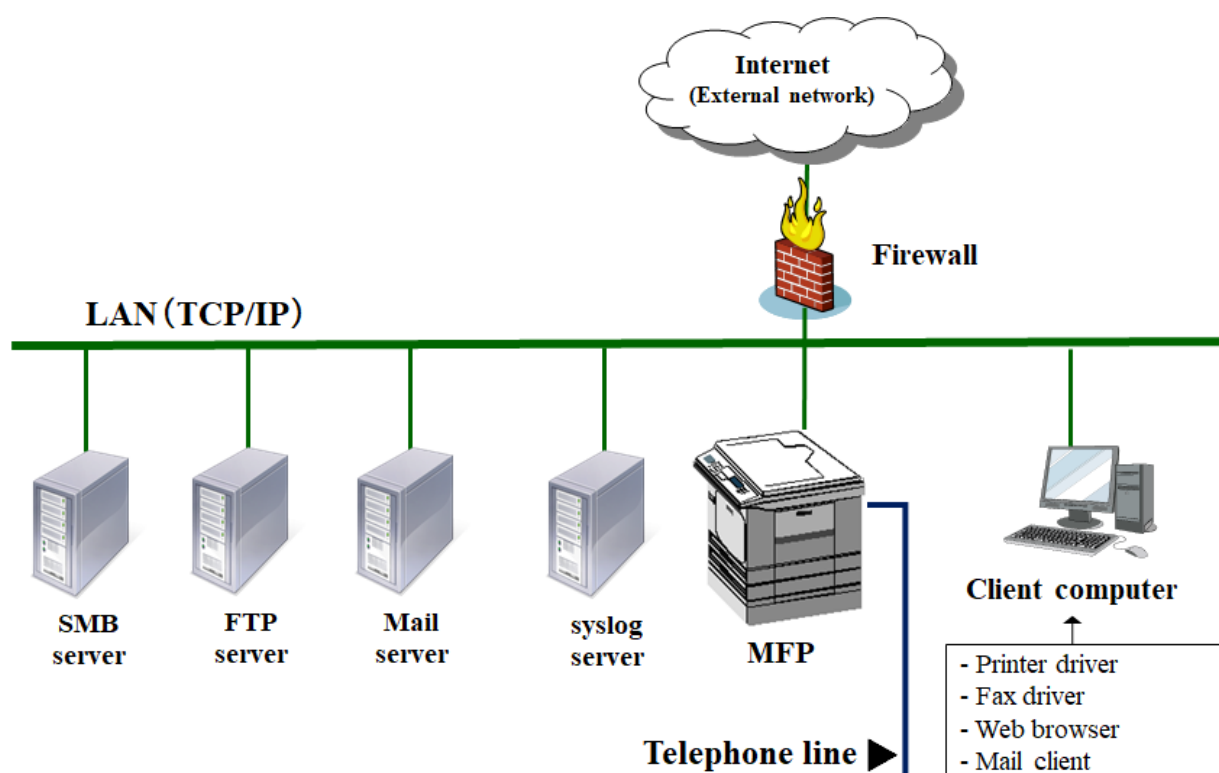 Internet
(External network)
Firewall
LAN（TCP/IP）
SMB
server
FTP
server
Mail
server
syslog
server
MFP
Client computer
- Printer driver
- Fax driver
- Web browser
- Mail client
Telephone line